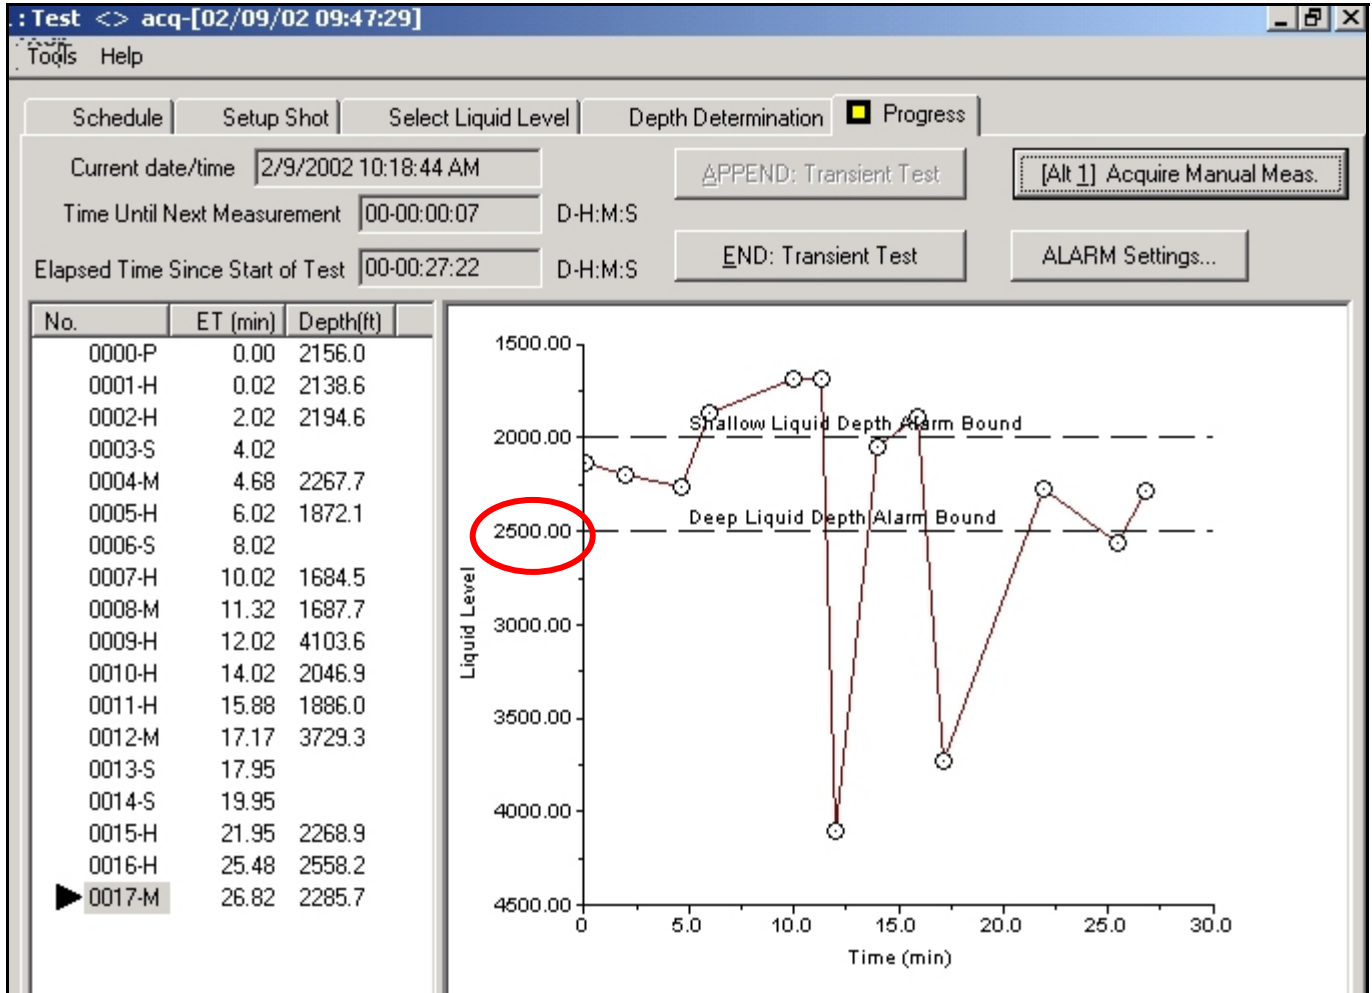 : Test <> acq-[02/09/02 09:47:29]
Tools Help
Schedule Setup Shot Select Liquid Level Depth Determination Progress
Current date/time 2/9/2002 10:18:44 AM
APPEND: Transient Test
[Alt 1] Acquire Manual Meas.
Time Until Next Measurement 00-00:00:07 D-H:M:S
Elapsed Time Since Start of Test 00-00:27:22 D-H:M:S
END: Transient Test
ALARM Settings...
No. ET (min) Depth(ft)
0000-P 0.00 2156.0
0001-H 0.02 2138.6
0002-H 2.02 2194.6
0003-S 4.02
0004-M 4.68 2267.7
0005-H 6.02 1872.1
0006-S 8.02
0007-H 10.02 1684.5
0008-M 11.32 1687.7
0009-H 12.02 4103.6
0010-H 14.02 2046.9
0011-H 15.88 1886.0
0012-M 17.17 3729.3
0013-S 17.95
0014-S 19.95
0015-H 21.95 2268.9
0016-H 25.48 2558.2
0017-M 26.82 2285.7
1500.00
Shallow Liquid Depth Alarm Bound
2000.00
Deep Liquid Depth Alarm Bound
2500.00
Liquid Level
3000.00
3500.00
4000.00
4500.00
0 5.0 10.0 15.0 20.0 25.0 30.0
Time (min)